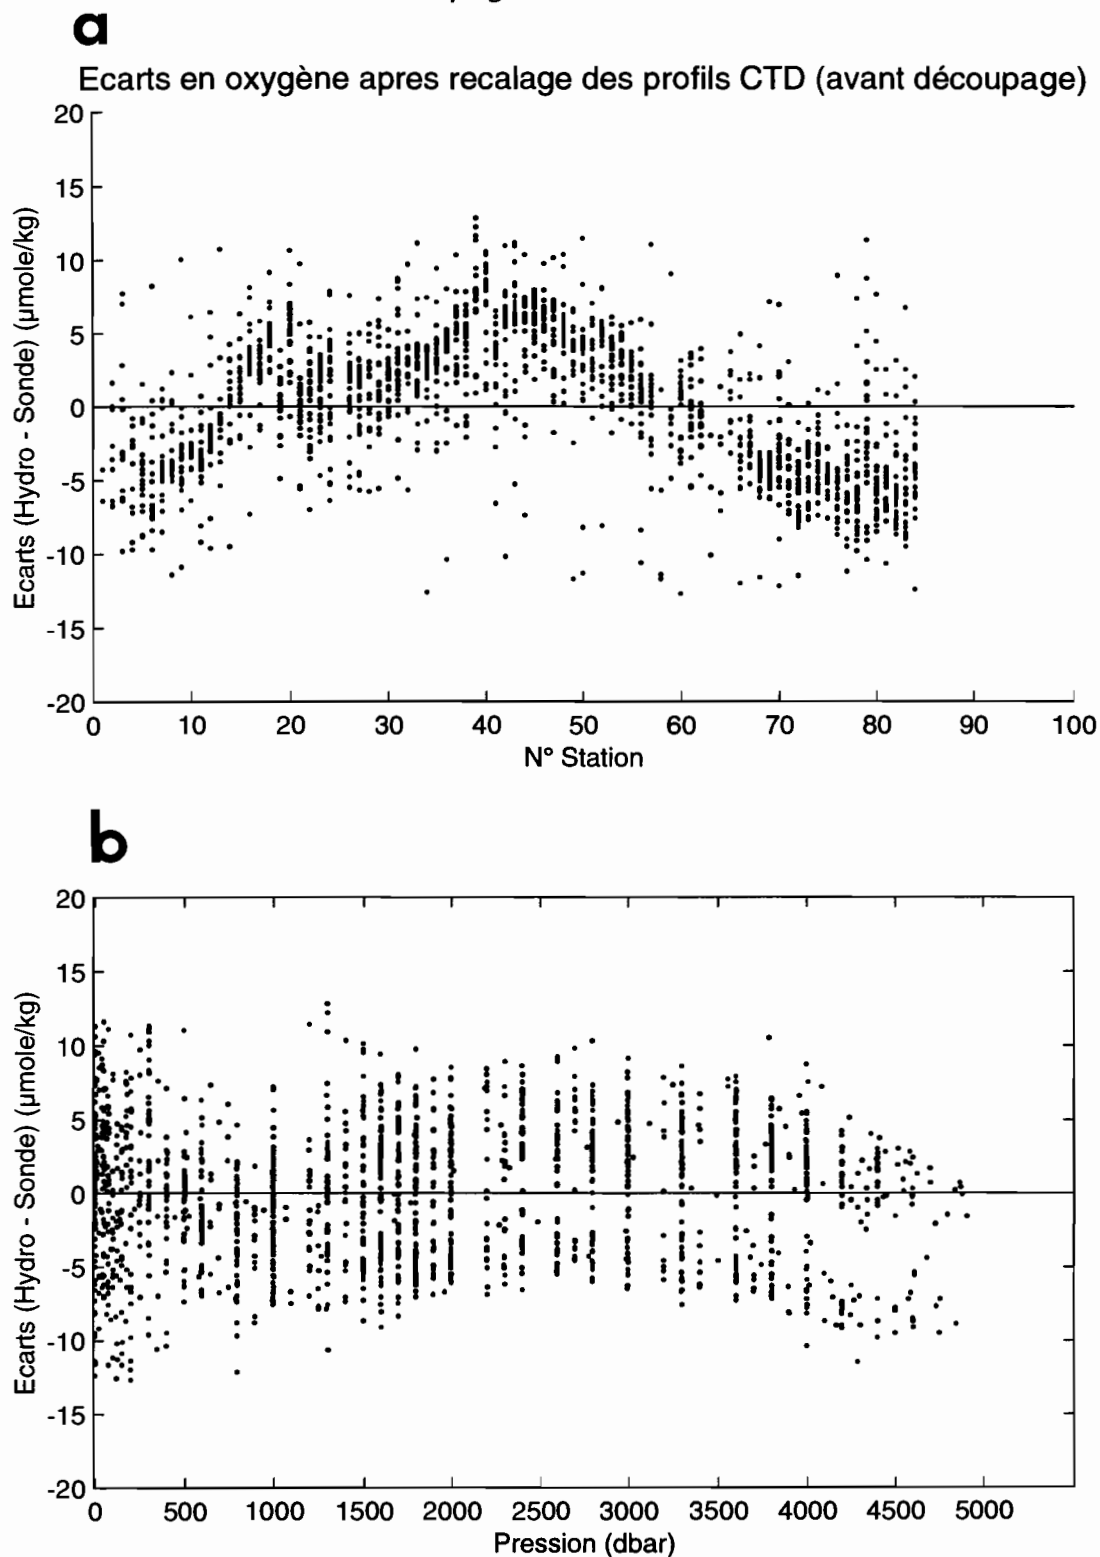 a
Ecarts en oxygène apres recalage des profils CTD (avant découpage)
20
15
10
5
0
-5
-10
-15
-20
Ecarts (Hydro - Sonde) (µmole/kg)
0 10 20 30 40 50 60 70 80 90 100
N° Station
b
20
15
10
5
0
-5
-10
-15
-20
Ecarts (Hydro - Sonde) (µmole/kg)
0 500 1000 1500 2000 2500 3000 3500 4000 4500 5000
Pression (dbar)